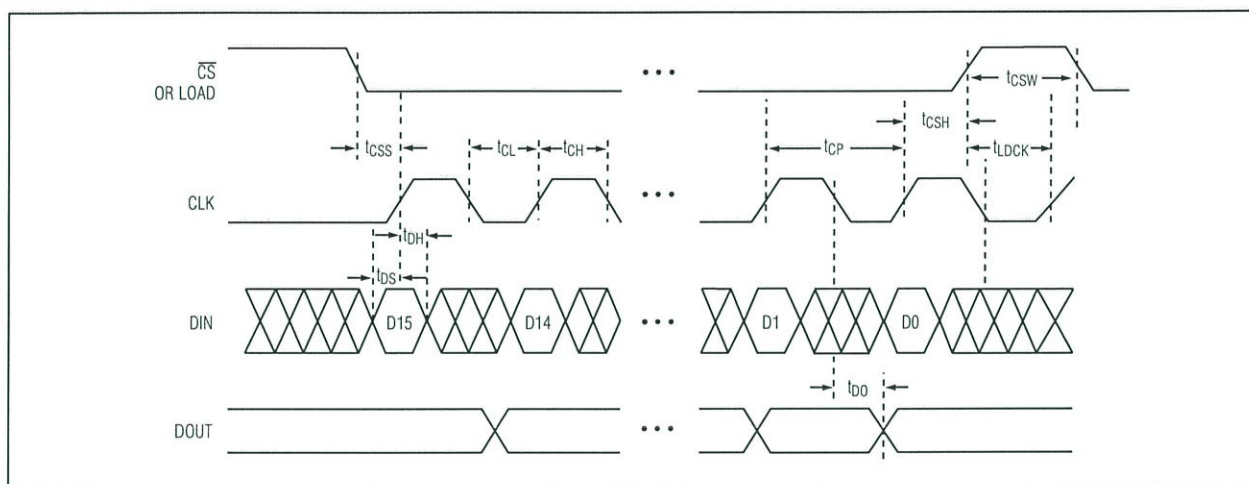 CS
OR LOAD
•••
tCSW
tCSS
tCL
tCH
tCP
tCSH
tLDCK
CLK
•••
tDH
tDS
DIN
D15
D14
•••
D1
D0
tDO
DOUT
•••